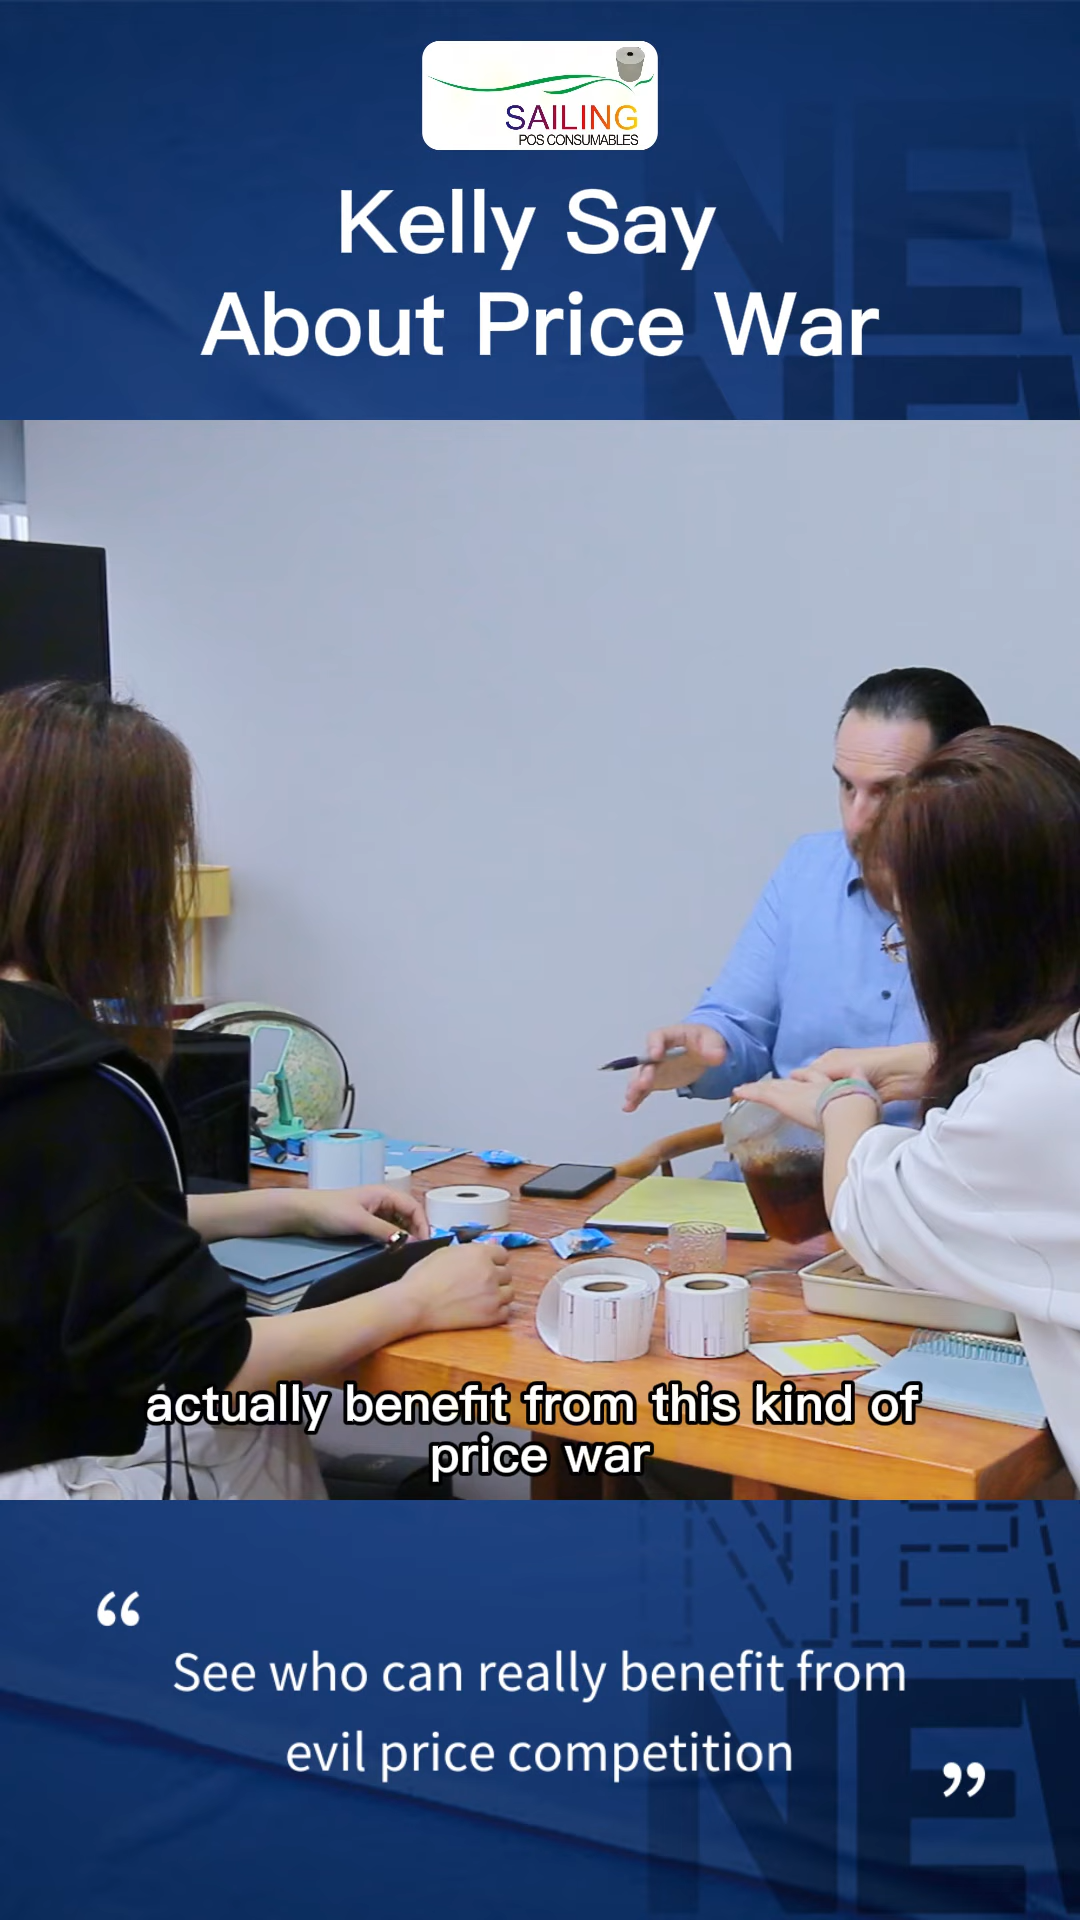 SAILING
POS CONSUMABLES
Kelly Say
About Price War
actually benefit from this kind of
price war
“
See who can really benefit from
evil price competition
”